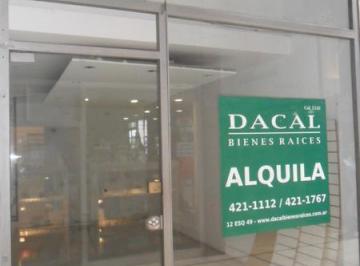 DACAL
BIENES RAICES
ALQUILA
421-1112 / 421-1767
12 ESQ 49 - www.dacalbienesraices.com.ar